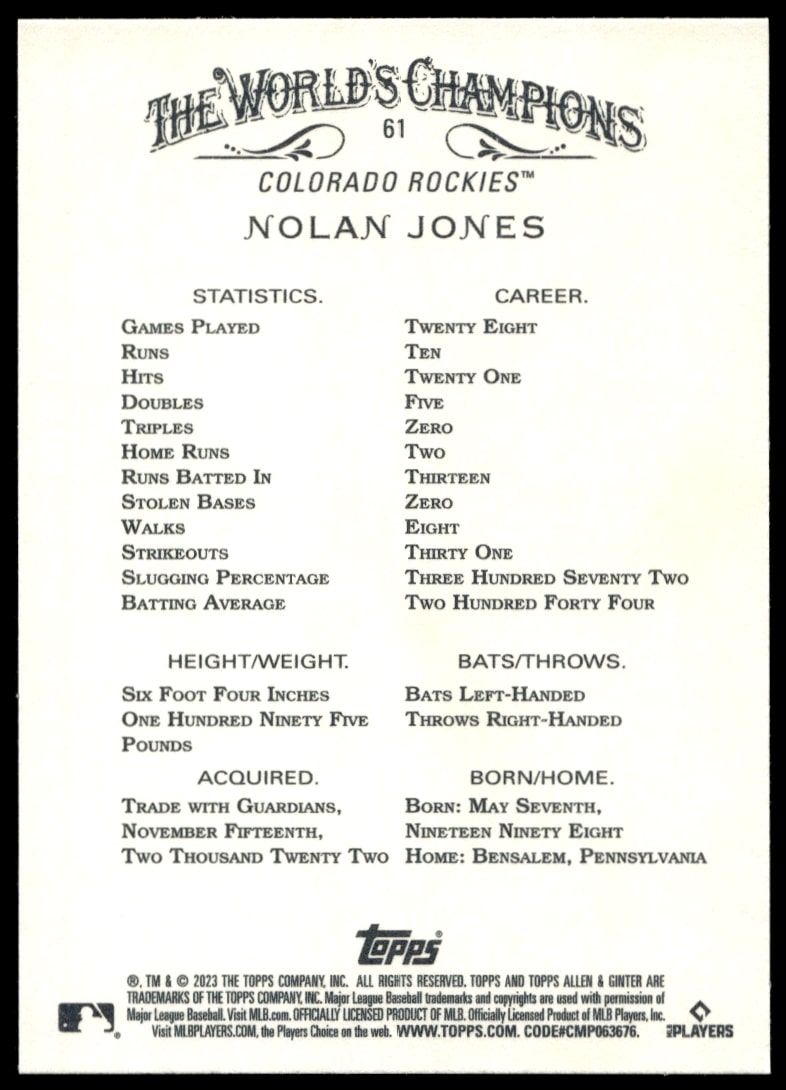 THE WORLD'S CHAMPIONS
61
COLORADO ROCKIES™
NOLAN JONES
STATISTICS. CAREER.
GAMES PLAYED TWENTY EIGHT
RUNS TEN
HITS TWENTY ONE
DOUBLES FIVE
TRIPLES ZERO
HOME RUNS TWO
RUNS BATTED IN THIRTEEN
STOLEN BASES ZERO
WALKS EIGHT
STRIKEOUTS THIRTY ONE
SLUGGING PERCENTAGE THREE HUNDRED SEVENTY TWO
BATTING AVERAGE TWO HUNDRED FORTY FOUR
HEIGHT/WEIGHT.
SIX FOOT FOUR INCHES
ONE HUNDRED NINETY FIVE
POUNDS
BATS/THROWS.
BATS LEFT-HANDED
THROWS RIGHT-HANDED
ACQUIRED.
TRADE WITH GUARDIANS,
NOVEMBER FIFTEENTH,
TWO THOUSAND TWENTY TWO
BORN/HOME.
BORN: MAY SEVENTH,
NINETEEN NINETY EIGHT
HOME: BENSALEM, PENNSYLVANIA
TOPPS®
®, TM & © 2023 THE TOPPS COMPANY, INC. ALL RIGHTS RESERVED. TOPPS AND TOPPS ALLEN & GINTER ARE
TRADEMARKS OF THE TOPPS COMPANY, INC. Major League Baseball trademarks and copyrights are used with permission of
Major League Baseball. Visit MLB.com. OFFICIALLY LICENSED PRODUCT OF MLB. Officially Licensed Product of MLB Players, Inc.
Visit MLBPLAYERS.COM, the Players Choice on the web. WWW.TOPPS.COM. CODE#CMP063676.
MLBPLAYERS